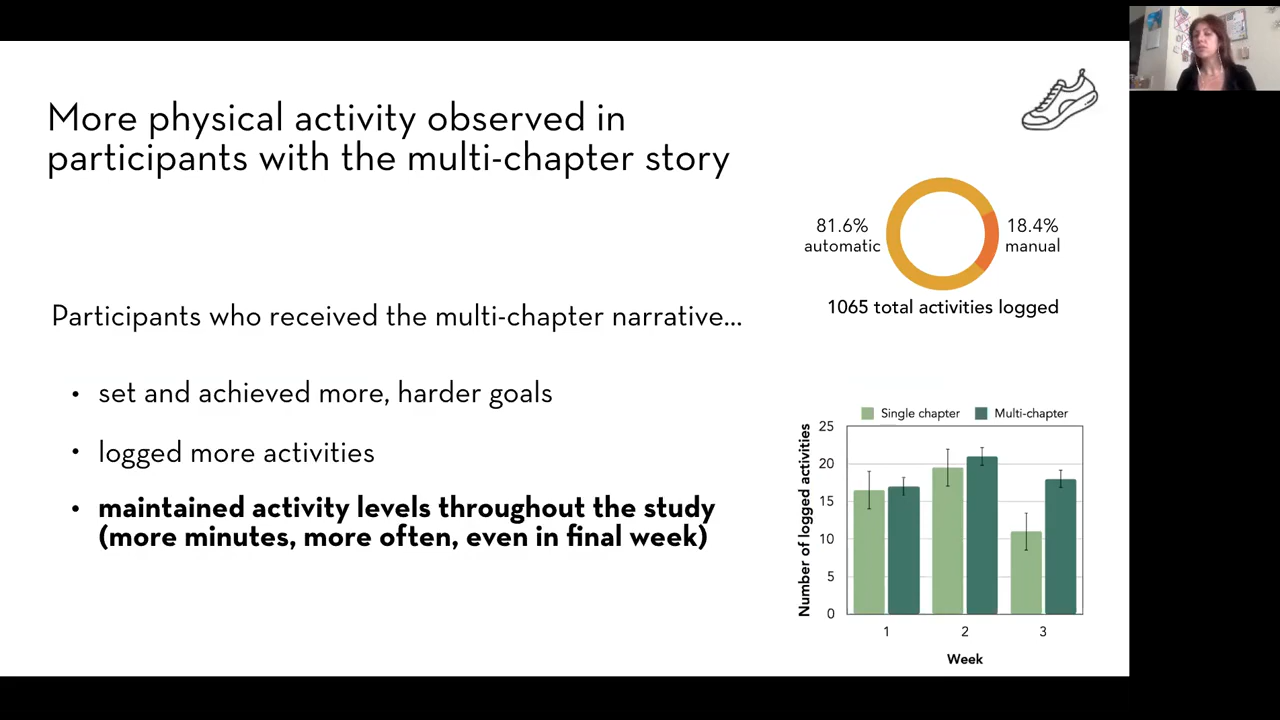 More physical activity observed in
participants with the multi-chapter story
81.6%
automatic
18.4%
manual
1065 total activities logged
Participants who received the multi-chapter narrative...
• set and achieved more, harder goals
• logged more activities
• maintained activity levels throughout the study
(more minutes, more often, even in final week)
Single chapter
Multi-chapter
Number of logged activities
25
20
15
10
5
0
1
2
3
Week